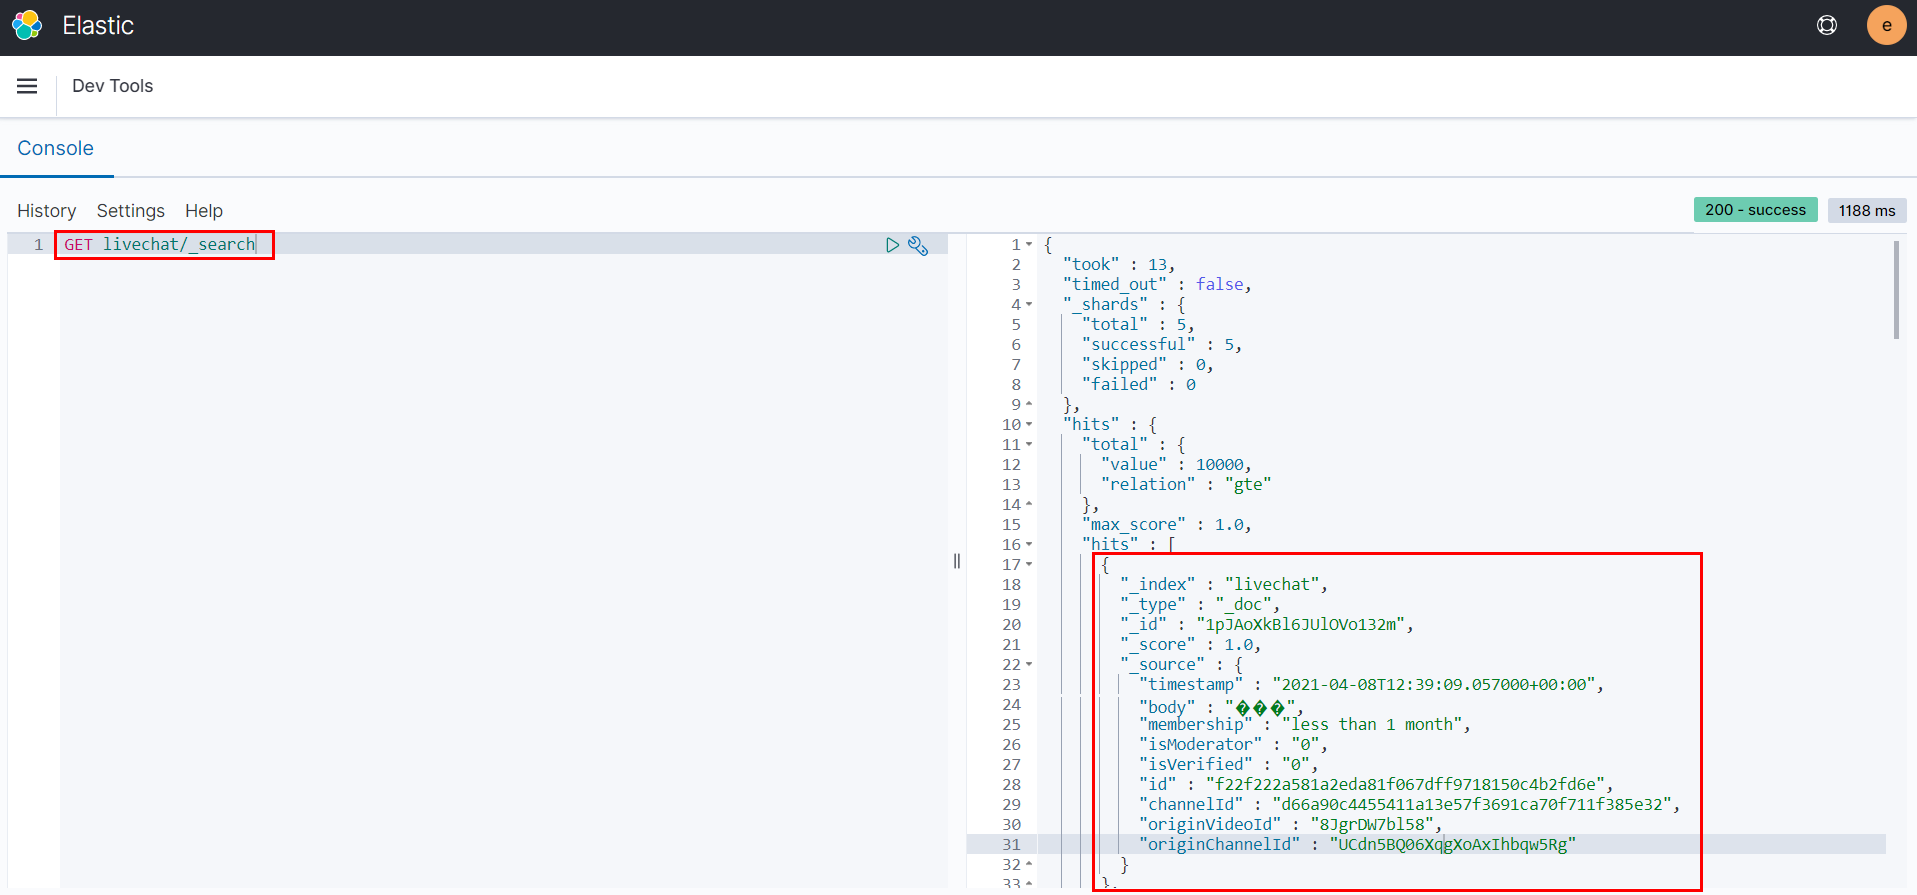 Elastic
e
Dev Tools
Console
History Settings Help
200 - success 1188 ms
1 GET livechat/_search
1 {
2 "took" : 13,
3 "timed_out" : false,
4 "_shards" : {
5 "total" : 5,
6 "successful" : 5,
7 "skipped" : 0,
8 "failed" : 0
9 },
10 "hits" : {
11 "total" : {
12 "value" : 10000,
13 "relation" : "gte"
14 },
15 "max_score" : 1.0,
16 "hits" : [
17 {
18 "_index" : "livechat",
19 "_type" : "_doc",
20 "_id" : "1pJAoXkBl6JUlOVo132m",
21 "_score" : 1.0,
22 "_source" : {
23 "timestamp" : "2021-04-08T12:39:09.057000+00:00",
24 "body" : "���",
25 "membership" : "less than 1 month",
26 "isModerator" : "0",
27 "isVerified" : "0",
28 "id" : "f22f222a581a2eda81f067dff9718150c4b2fd6e",
29 "channelId" : "d66a90c4455411a13e57f3691ca70f711f385e32",
30 "originVideoId" : "8JgrDW7bl58",
31 "originChannelId" : "UCdn5BQ06XqgXoAxIhbqw5Rg"
32 }
33 },